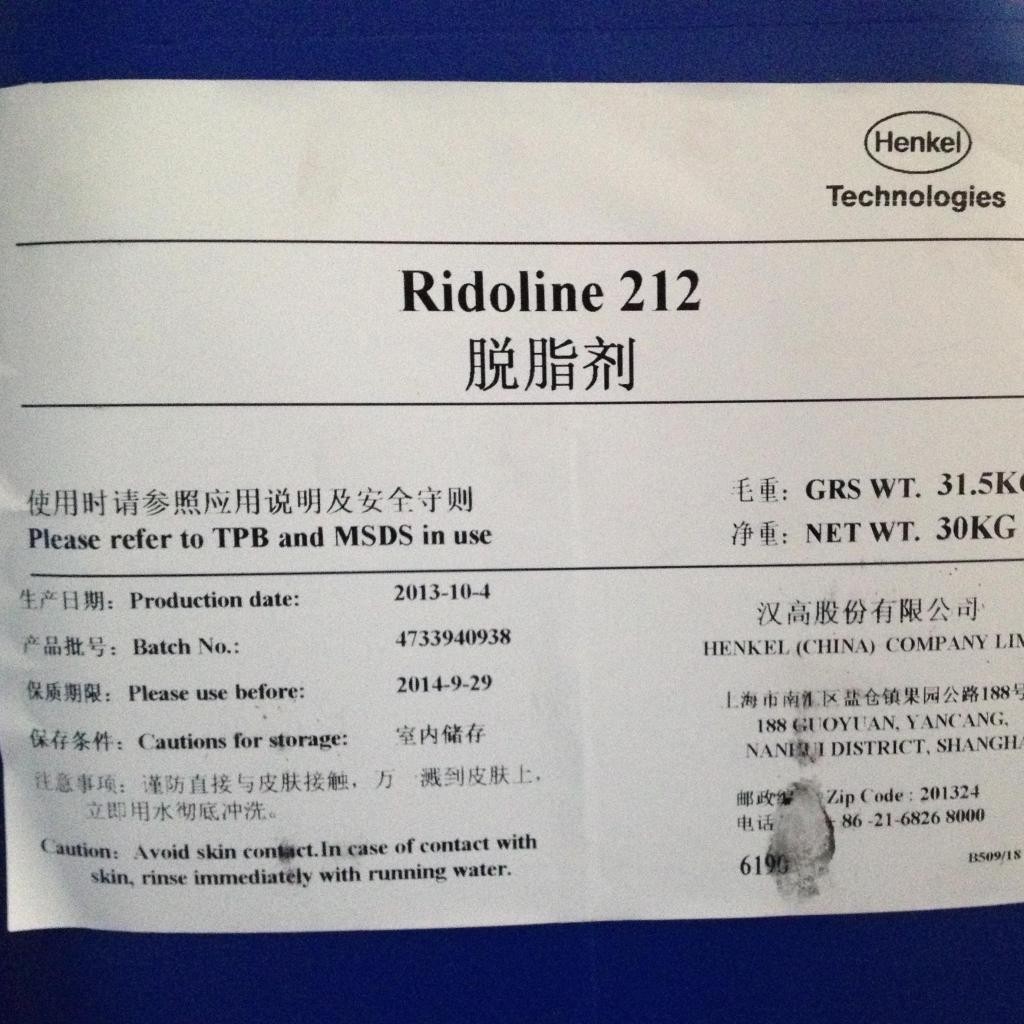 Henkel
Technologies
Ridoline 212
脱脂剂
使用时请参照应用说明及安全守则
Please refer to TPB and MSDS in use
毛重: GRS WT. 31.5KG
净重: NET WT. 30KG
生产日期: Production date: 2013-10-4
产品批号: Batch No.: 4733940938
保质期限: Please use before: 2014-9-29
保存条件: Cautions for storage: 室内储存
注意事项: 谨防直接与皮肤接触，万 溅到皮肤上，
立即用水彻底冲洗。
Caution: Avoid skin contact.In case of contact with
skin, rinse immediately with running water.
汉高股份有限公司
HENKEL (CHINA) COMPANY LIM
上海市南汇区盐仓镇果园公路188号
188 GUOYUAN, YANCANG,
NANHUI DISTRICT, SHANGHA
邮政编 Zip Code : 201324
电话 + 86 -21-6826 8000
6190
B509/18